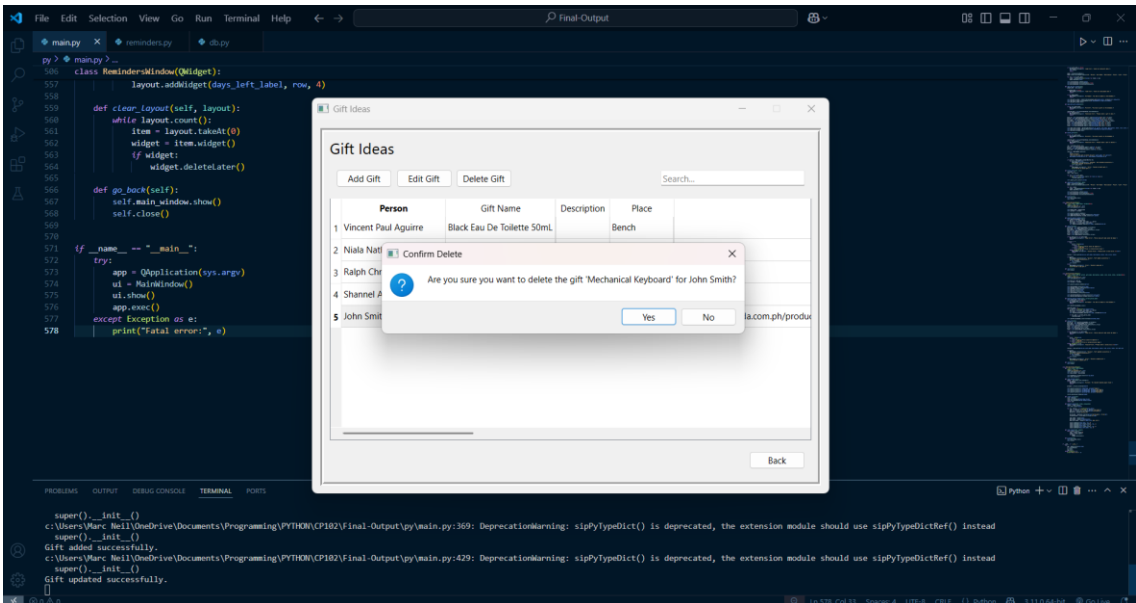 File Edit Selection View Go Run Terminal Help
Final-Output
main.py
reminders.py
db.py
py > main.py > ...
506 class RemindersWindow(QWidget):
557 layout.addWidget(days_left_label, row, 4)
558
559 def clear_layout(self, layout):
560 while layout.count():
561 item = layout.takeAt(0)
562 widget = item.widget()
563 if widget:
564 widget.deleteLater()
565
566 def go_back(self):
567 self.main_window.show()
568 self.close()
569
570
571 if __name__ == "__main__":
572 try:
573 app = QApplication(sys.argv)
574 ui = MainWindow()
575 ui.show()
576 app.exec()
577 except Exception as e:
578 print("Fatal error:", e)
Gift Ideas
Gift Ideas
Add Gift Edit Gift Delete Gift Search...
Person Gift Name Description Place
1 Vincent Paul Aguirre Black Eau De Toilette 50mL Bench
2 Niala
3 Ralph
4 Shannel
5 John
Confirm Delete
Are you sure you want to delete the gift 'Mechanical Keyboard' for John Smith?
Yes No
Back
PROBLEMS OUTPUT DEBUG CONSOLE TERMINAL PORTS
Python
super().__init__()
c:\Users\Marc Neil\OneDrive\Documents\Programming\PYTHON\CP102\Final-Output\py\main.py:369: DeprecationWarning: sipPyTypeDict() is deprecated, the extension module should use sipPyTypeDictRef() instead
super().__init__()
Gift added successfully.
c:\Users\Marc Neil\OneDrive\Documents\Programming\PYTHON\CP102\Final-Output\py\main.py:429: DeprecationWarning: sipPyTypeDict() is deprecated, the extension module should use sipPyTypeDictRef() instead
super().__init__()
Gift updated successfully.